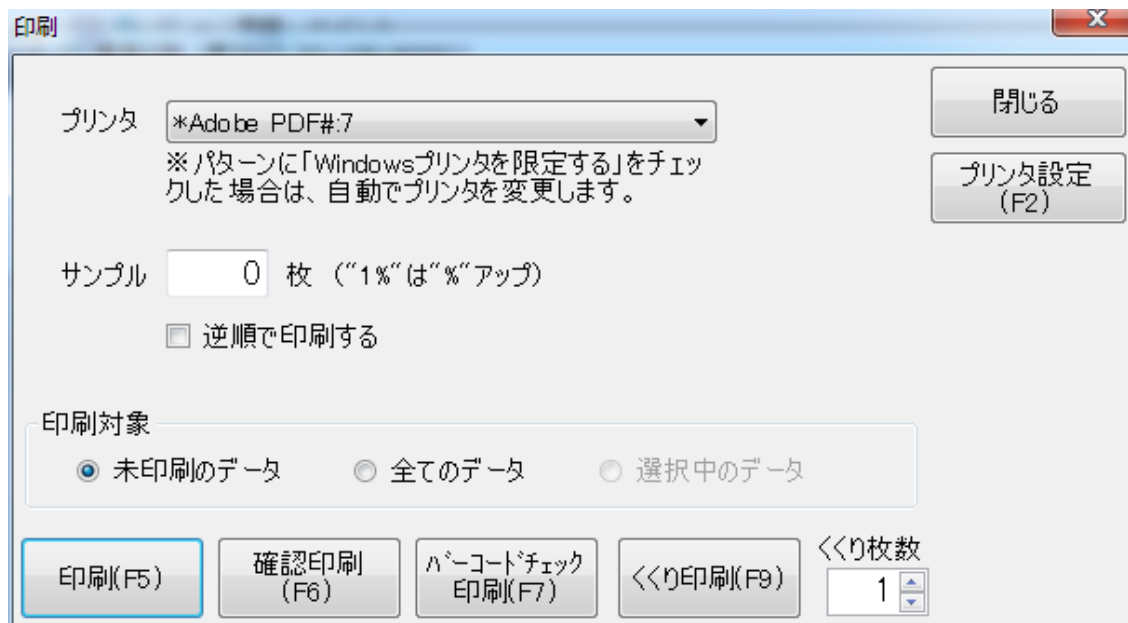 印刷
プリンタ
*Adobe PDF#:7
※パターンに「Windowsプリンタを限定する」をチェッ
クした場合は、自動でプリンタを変更します。
閉じる
プリンタ設定
(F2)
サンプル 0 枚 ("1%"は"%"アップ)
逆順で印刷する
印刷対象
未印刷のデータ 全てのデータ 選択中のデータ
印刷(F5)
確認印刷
(F6)
バーコードチェック
印刷(F7)
くくり印刷(F9)
くくり枚数
1